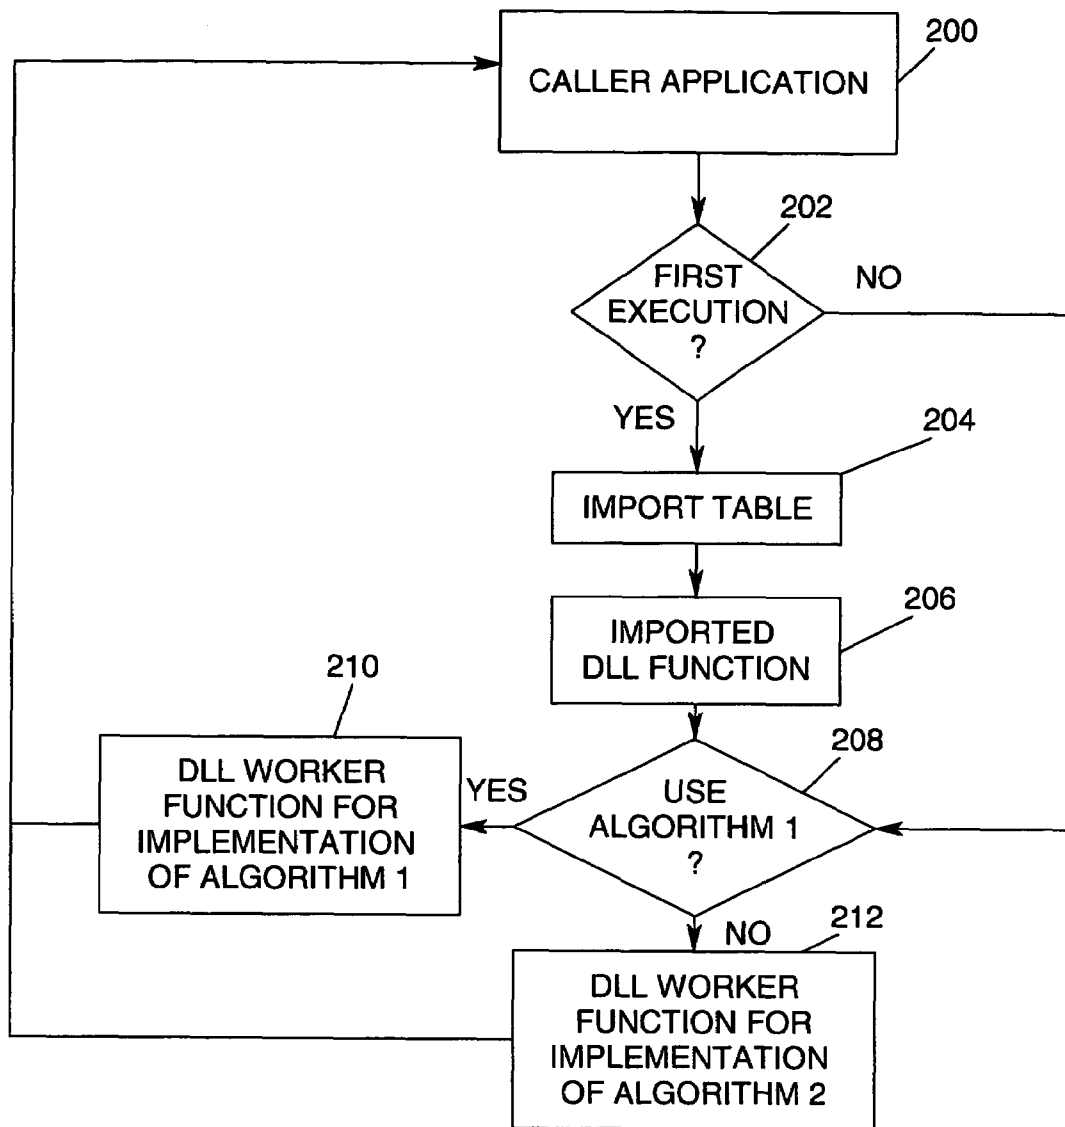 200
CALLER APPLICATION
202
FIRST
EXECUTION
?
NO
YES
204
IMPORT TABLE
206
IMPORTED
DLL FUNCTION
210
208
DLL WORKER
FUNCTION FOR
IMPLEMENTATION
OF ALGORITHM 1
YES
USE
ALGORITHM 1
?
NO
212
DLL WORKER
FUNCTION FOR
IMPLEMENTATION
OF ALGORITHM 2